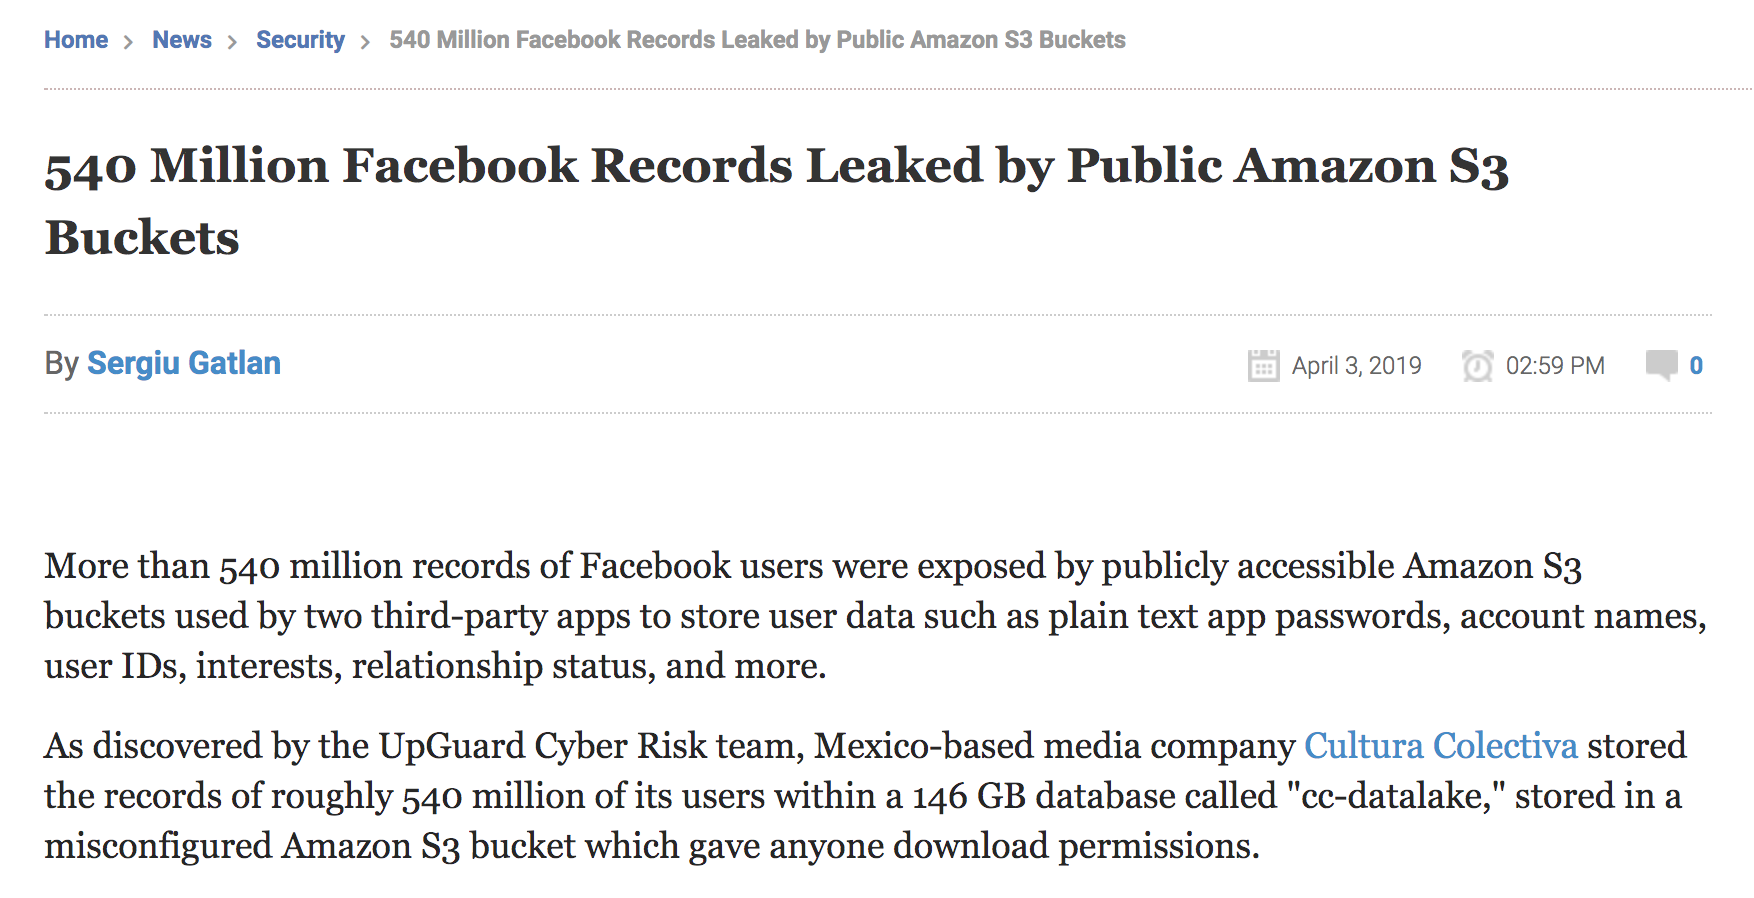 Home > News > Security > 540 Million Facebook Records Leaked by Public Amazon S3 Buckets
540 Million Facebook Records Leaked by Public Amazon S3
Buckets
By Sergiu Gatlan April 3, 2019 02:59 PM 0
More than 540 million records of Facebook users were exposed by publicly accessible Amazon S3
buckets used by two third-party apps to store user data such as plain text app passwords, account names,
user IDs, interests, relationship status, and more.
As discovered by the UpGuard Cyber Risk team, Mexico-based media company Cultura Colectiva stored
the records of roughly 540 million of its users within a 146 GB database called "cc-datalake," stored in a
misconfigured Amazon S3 bucket which gave anyone download permissions.